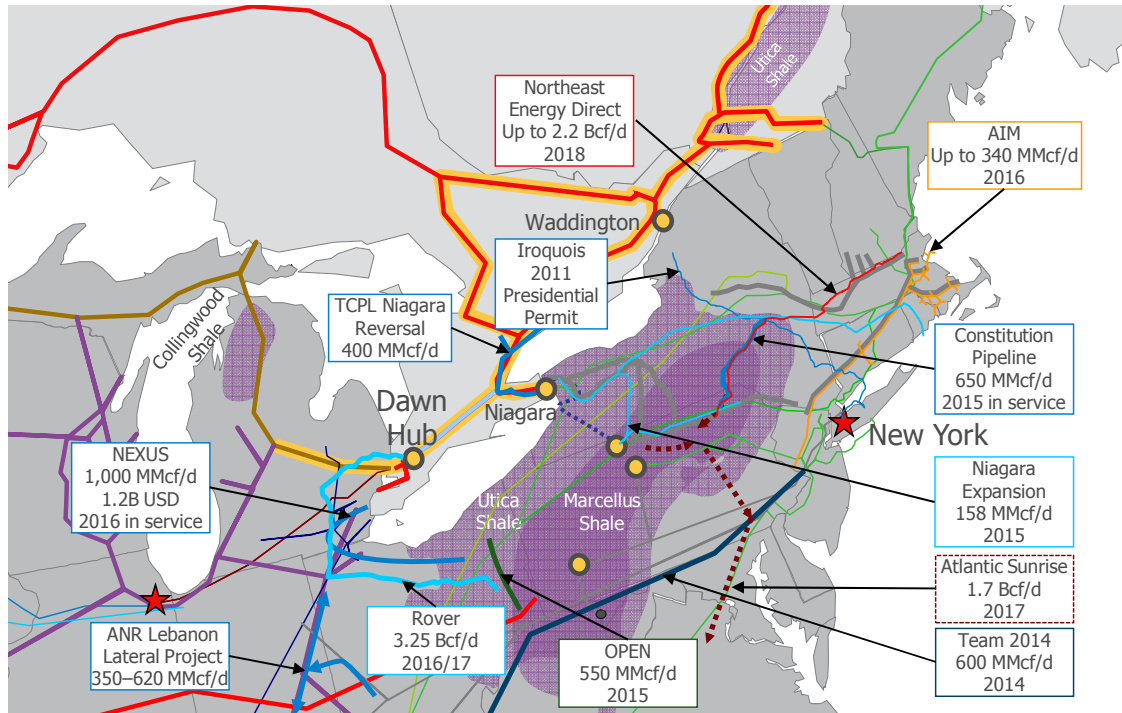 Utica
Shale
Northeast
Energy Direct
Up to 2.2 Bcf/d
2018
AIM
Up to 340 MMcf/d
2016
Waddington
Iroquois
2011
Presidential
Permit
TCPL Niagara
Reversal
400 MMcf/d
Collingwood
Shale
Constitution
Pipeline
650 MMcf/d
2015 in service
Niagara
Dawn
Hub
New York
NEXUS
1,000 MMcf/d
1.2B USD
2016 in service
Niagara
Expansion
158 MMcf/d
2015
Utica
Shale
Marcellus
Shale
Atlantic Sunrise
1.7 Bcf/d
2017
Rover
3.25 Bcf/d
2016/17
ANR Lebanon
Lateral Project
350–620 MMcf/d
OPEN
550 MMcf/d
2015
Team 2014
600 MMcf/d
2014